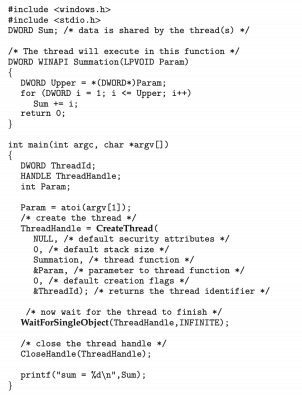 #include <windows.h>
#include <stdio.h>
DWORD Sum; /* data is shared by the thread(s) */
/* The thread will execute in this function */
DWORD WINAPI Summation(LPVOID Param)
{
DWORD Upper = *(DWORD*)Param;
for (DWORD i = 1; i <= Upper; i++)
Sum += i;
return 0;
}
int main(int argc, char *argv[])
{
DWORD ThreadId;
HANDLE ThreadHandle;
int Param;
Param = atoi(argv[1]);
/* create the thread */
ThreadHandle = CreateThread(
NULL, /* default security attributes */
0, /* default stack size */
Summation, /* thread function */
&Param, /* parameter to thread function */
0, /* default creation flags */
&ThreadId); /* returns the thread identifier */
/* now wait for the thread to finish */
WaitForSingleObject(ThreadHandle,INFINITE);
/* close the thread handle */
CloseHandle(ThreadHandle);
printf("sum = %d\n",Sum);
}